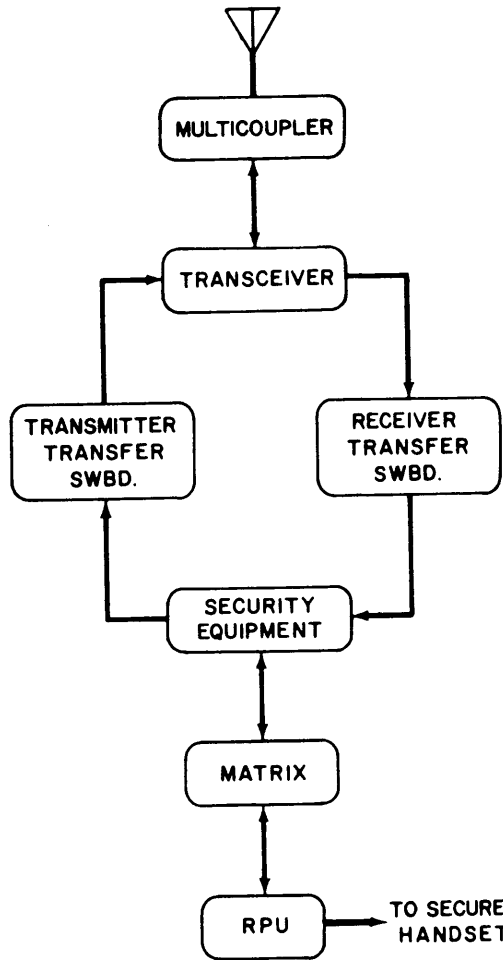 MULTICOUPLER
TRANSCEIVER
TRANSMITTER
TRANSFER
SWBD.
RECEIVER
TRANSFER
SWBD.
SECURITY
EQUIPMENT
MATRIX
RPU
TO SECURE
HANDSET